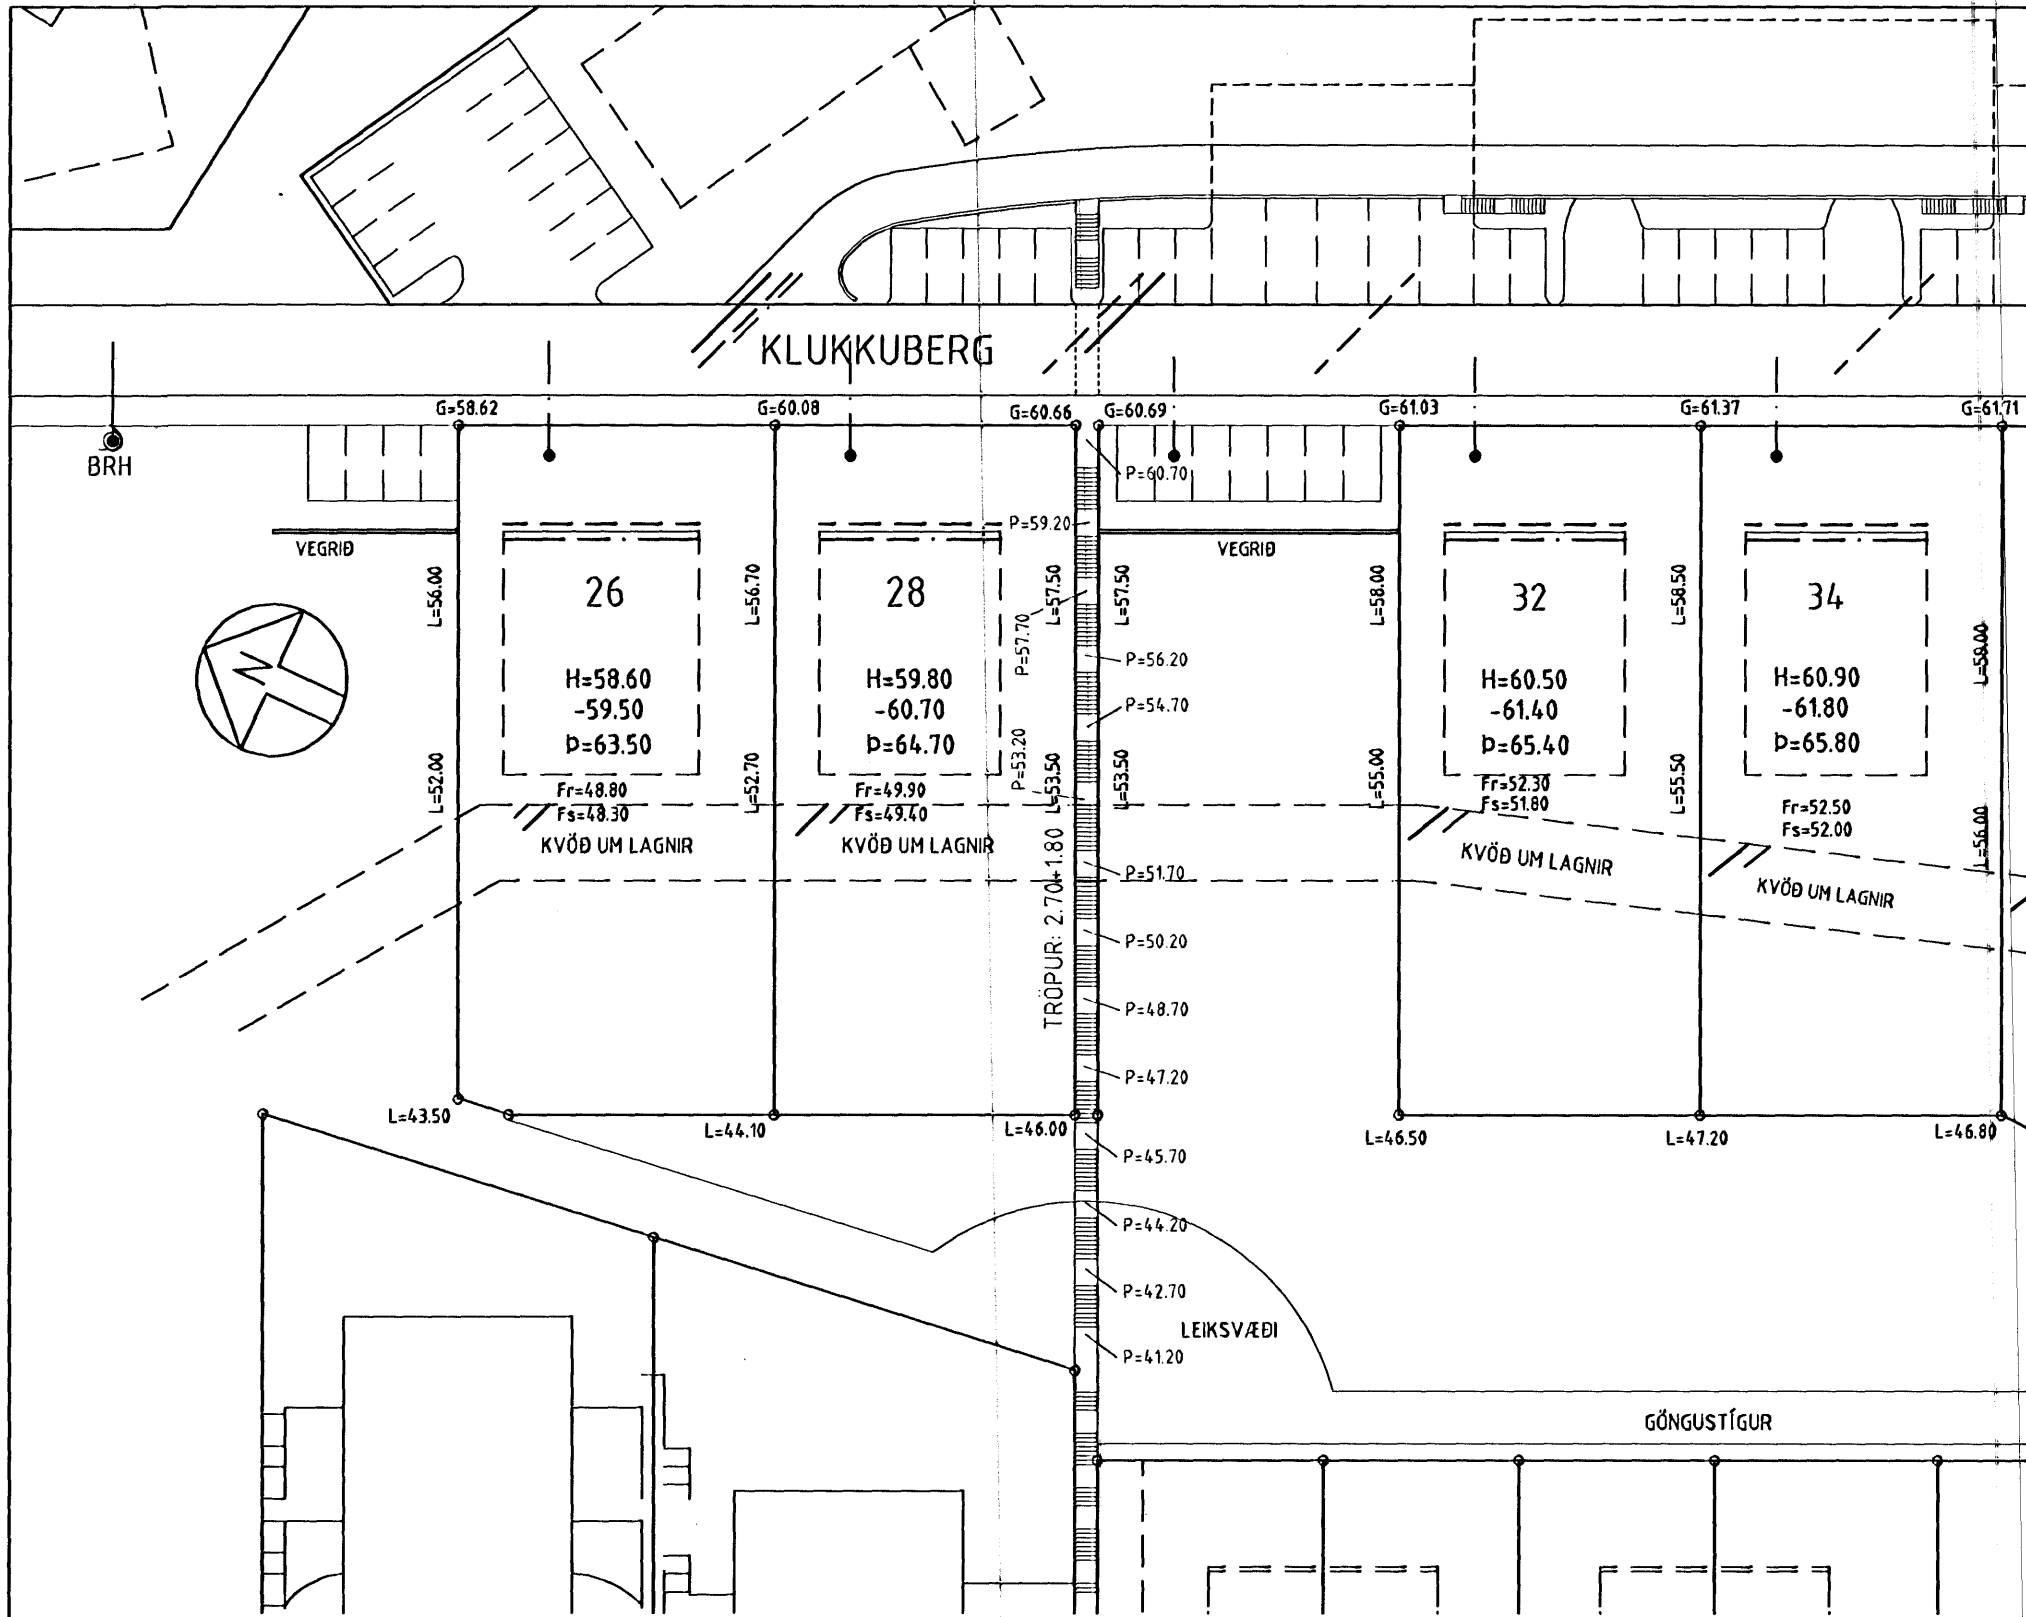 KLUKKUBERG
G=58.62
G=60.08
G=60.66
G=60.69
G=61.03
G=61.37
G=61.71
BRH
P=60.70
P=59.20
VEGRIÐ
VEGRIÐ
L=56.00
26
L=56.70
28
P=57.70
L=57.50
L=57.50
L=58.00
32
L=58.50
34
L=59.00
N
P=56.20
H=58.60
-59.50
Þ=63.50
H=59.80
-60.70
Þ=64.70
P=54.70
H=60.50
-61.40
Þ=65.40
H=60.90
-61.80
Þ=65.80
L=52.00
L=52.70
P=53.20
L=53.50
L=53.50
L=55.00
L=55.50
L=56.00
Fr=48.80
Fs=48.30
KVÖÐ UM LAGNIR
Fr=49.90
Fs=49.40
KVÖÐ UM LAGNIR
Fr=52.30
Fs=51.80
KVÖÐ UM LAGNIR
Fr=52.50
Fs=52.00
KVÖÐ UM LAGNIR
TRÖPUR: 2.70+1.80
P=51.70
P=50.20
P=48.70
P=47.20
L=43.50
L=44.10
L=46.00
L=46.50
L=47.20
L=46.80
P=45.70
P=44.20
P=42.70
LEIKSVÆÐI
P=41.20
GÖNGUSTÍGUR